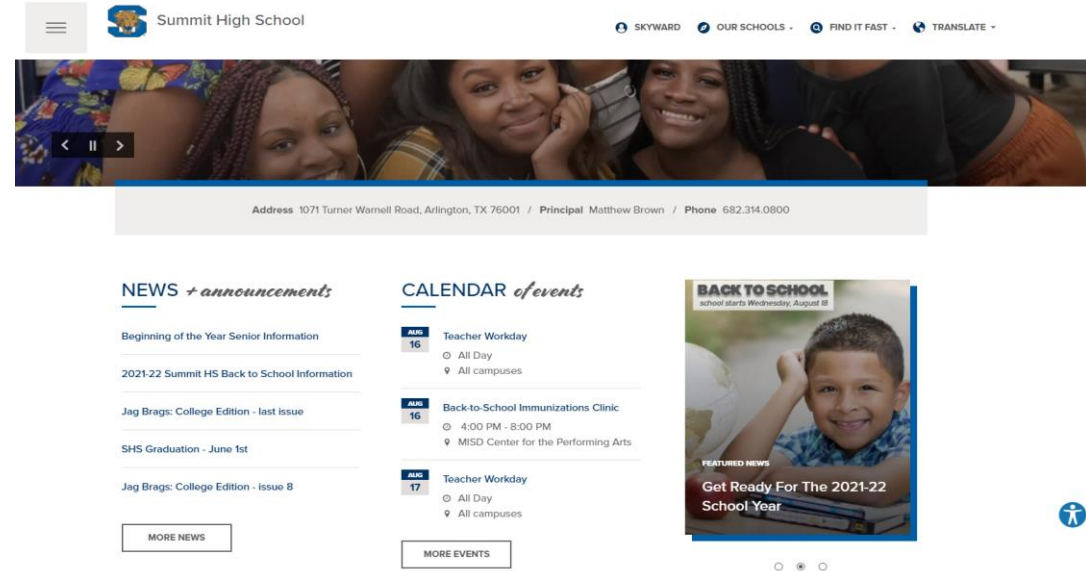 Summit High School
SKYWARD
OUR SCHOOLS
FIND IT FAST
TRANSLATE
Address 1071 Turner Warnell Road, Arlington, TX 76001 / Principal Matthew Brown / Phone 682.314.0800
NEWS + announcements
Beginning of the Year Senior Information
2021-22 Summit HS Back to School Information
Jag Brags: College Edition - last issue
SHS Graduation - June 1st
Jag Brags: College Edition - issue 8
MORE NEWS
CALENDAR of events
AUG
16
Teacher Workday
All Day
All campuses
AUG
16
Back-to-School Immunizations Clinic
4:00 PM - 8:00 PM
MISD Center for the Performing Arts
AUG
17
Teacher Workday
All Day
All campuses
MORE EVENTS
BACK TO SCHOOL
school starts Wednesday, August 18
FEATURED NEWS
Get Ready For The 2021-22
School Year